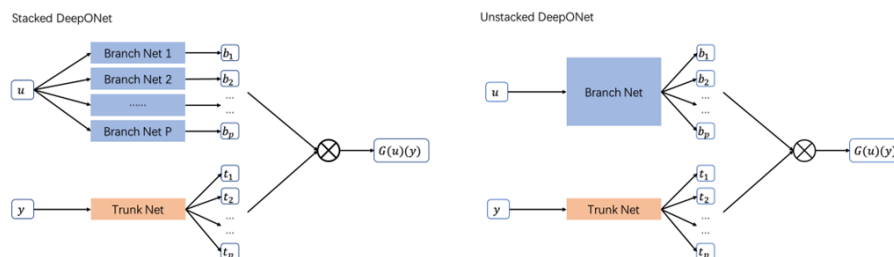 Stacked DeepONet
Branch Net 1
b₁
Branch Net 2
b₂
u
……
...
...
Branch Net P
bₚ
G(u)(y)
t₁
t₂
y
Trunk Net
...
...
tₚ
Unstacked DeepONet
b₁
b₂
u
Branch Net
...
...
bₚ
G(u)(y)
t₁
t₂
y
Trunk Net
...
...
tₚ